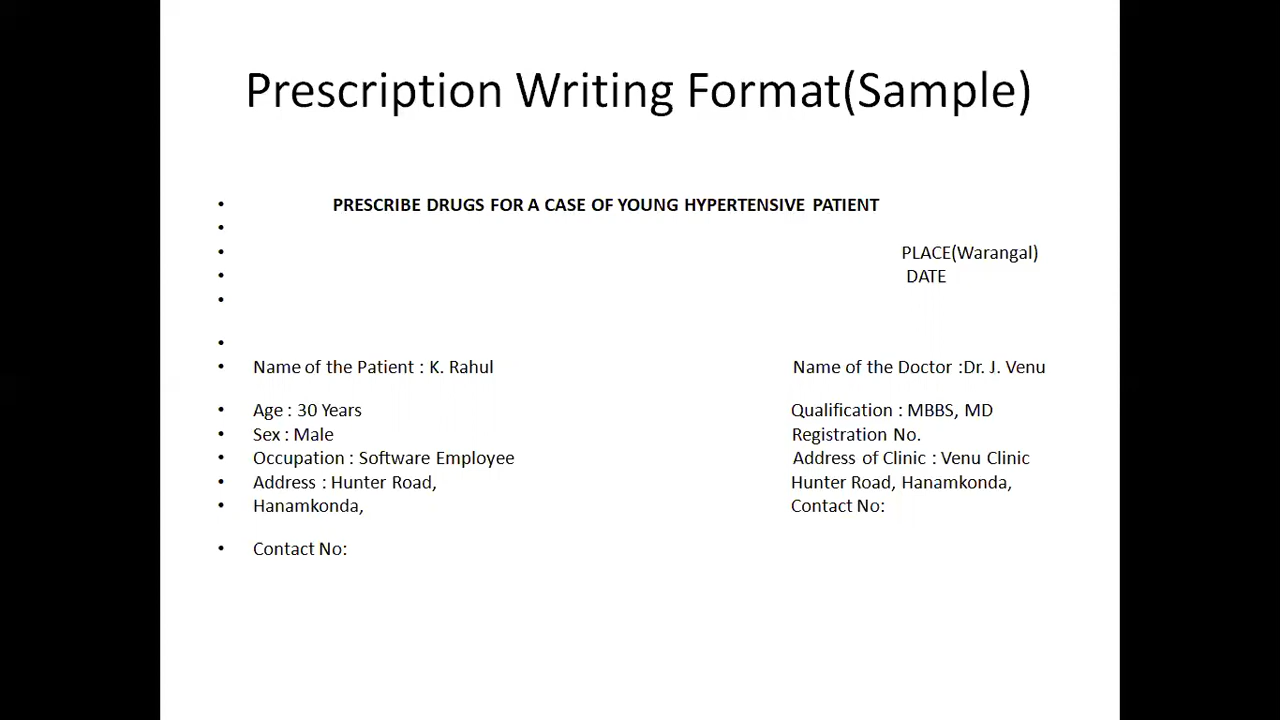 Prescription Writing Format(Sample)
• PRESCRIBE DRUGS FOR A CASE OF YOUNG HYPERTENSIVE PATIENT
•
• PLACE(Warangal)
• DATE
•
•
• Name of the Patient : K. Rahul Name of the Doctor :Dr. J. Venu
• Age : 30 Years Qualification : MBBS, MD
• Sex : Male Registration No.
• Occupation : Software Employee Address of Clinic : Venu Clinic
• Address : Hunter Road, Hunter Road, Hanamkonda,
• Hanamkonda, Contact No:
• Contact No: